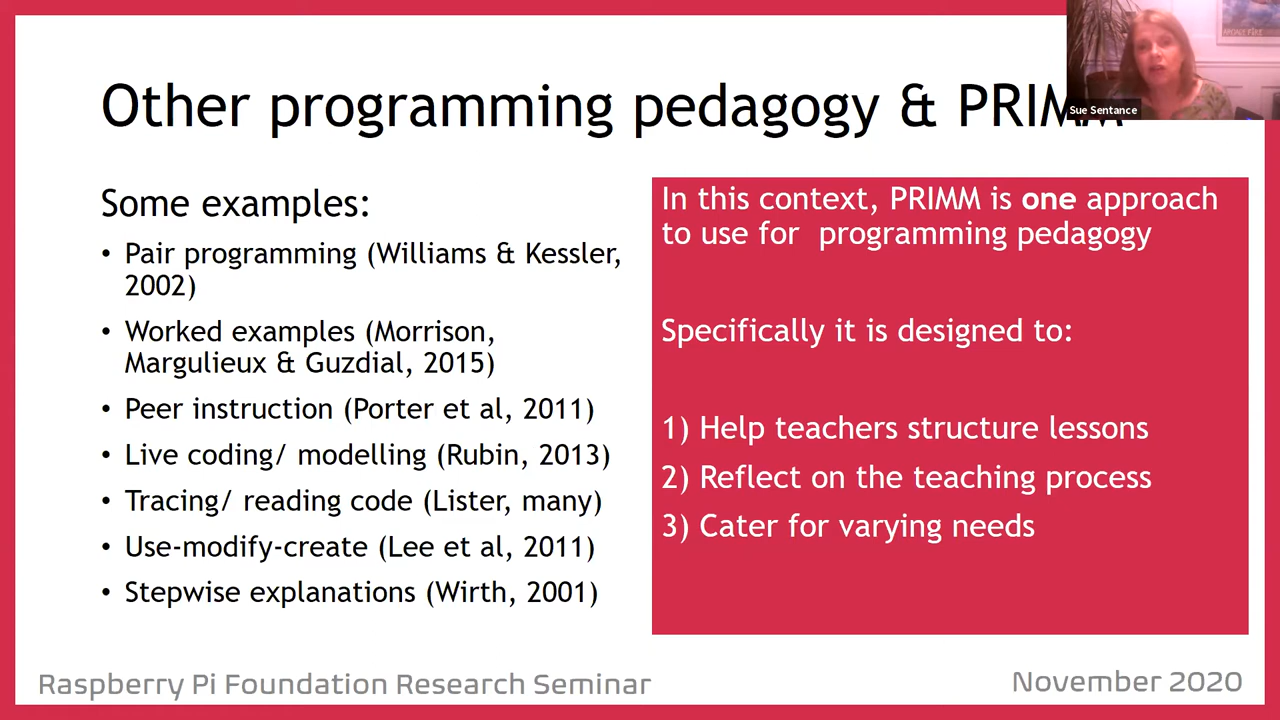 Other programming pedagogy & PRIMM
Sue Sentance
Some examples:
• Pair programming (Williams & Kessler,
2002)
• Worked examples (Morrison,
Margulieux & Guzdial, 2015)
• Peer instruction (Porter et al, 2011)
• Live coding/ modelling (Rubin, 2013)
• Tracing/ reading code (Lister, many)
• Use-modify-create (Lee et al, 2011)
• Stepwise explanations (Wirth, 2001)
In this context, PRIMM is one approach
to use for programming pedagogy
Specifically it is designed to:
1) Help teachers structure lessons
2) Reflect on the teaching process
3) Cater for varying needs
Raspberry Pi Foundation Research Seminar
November 2020